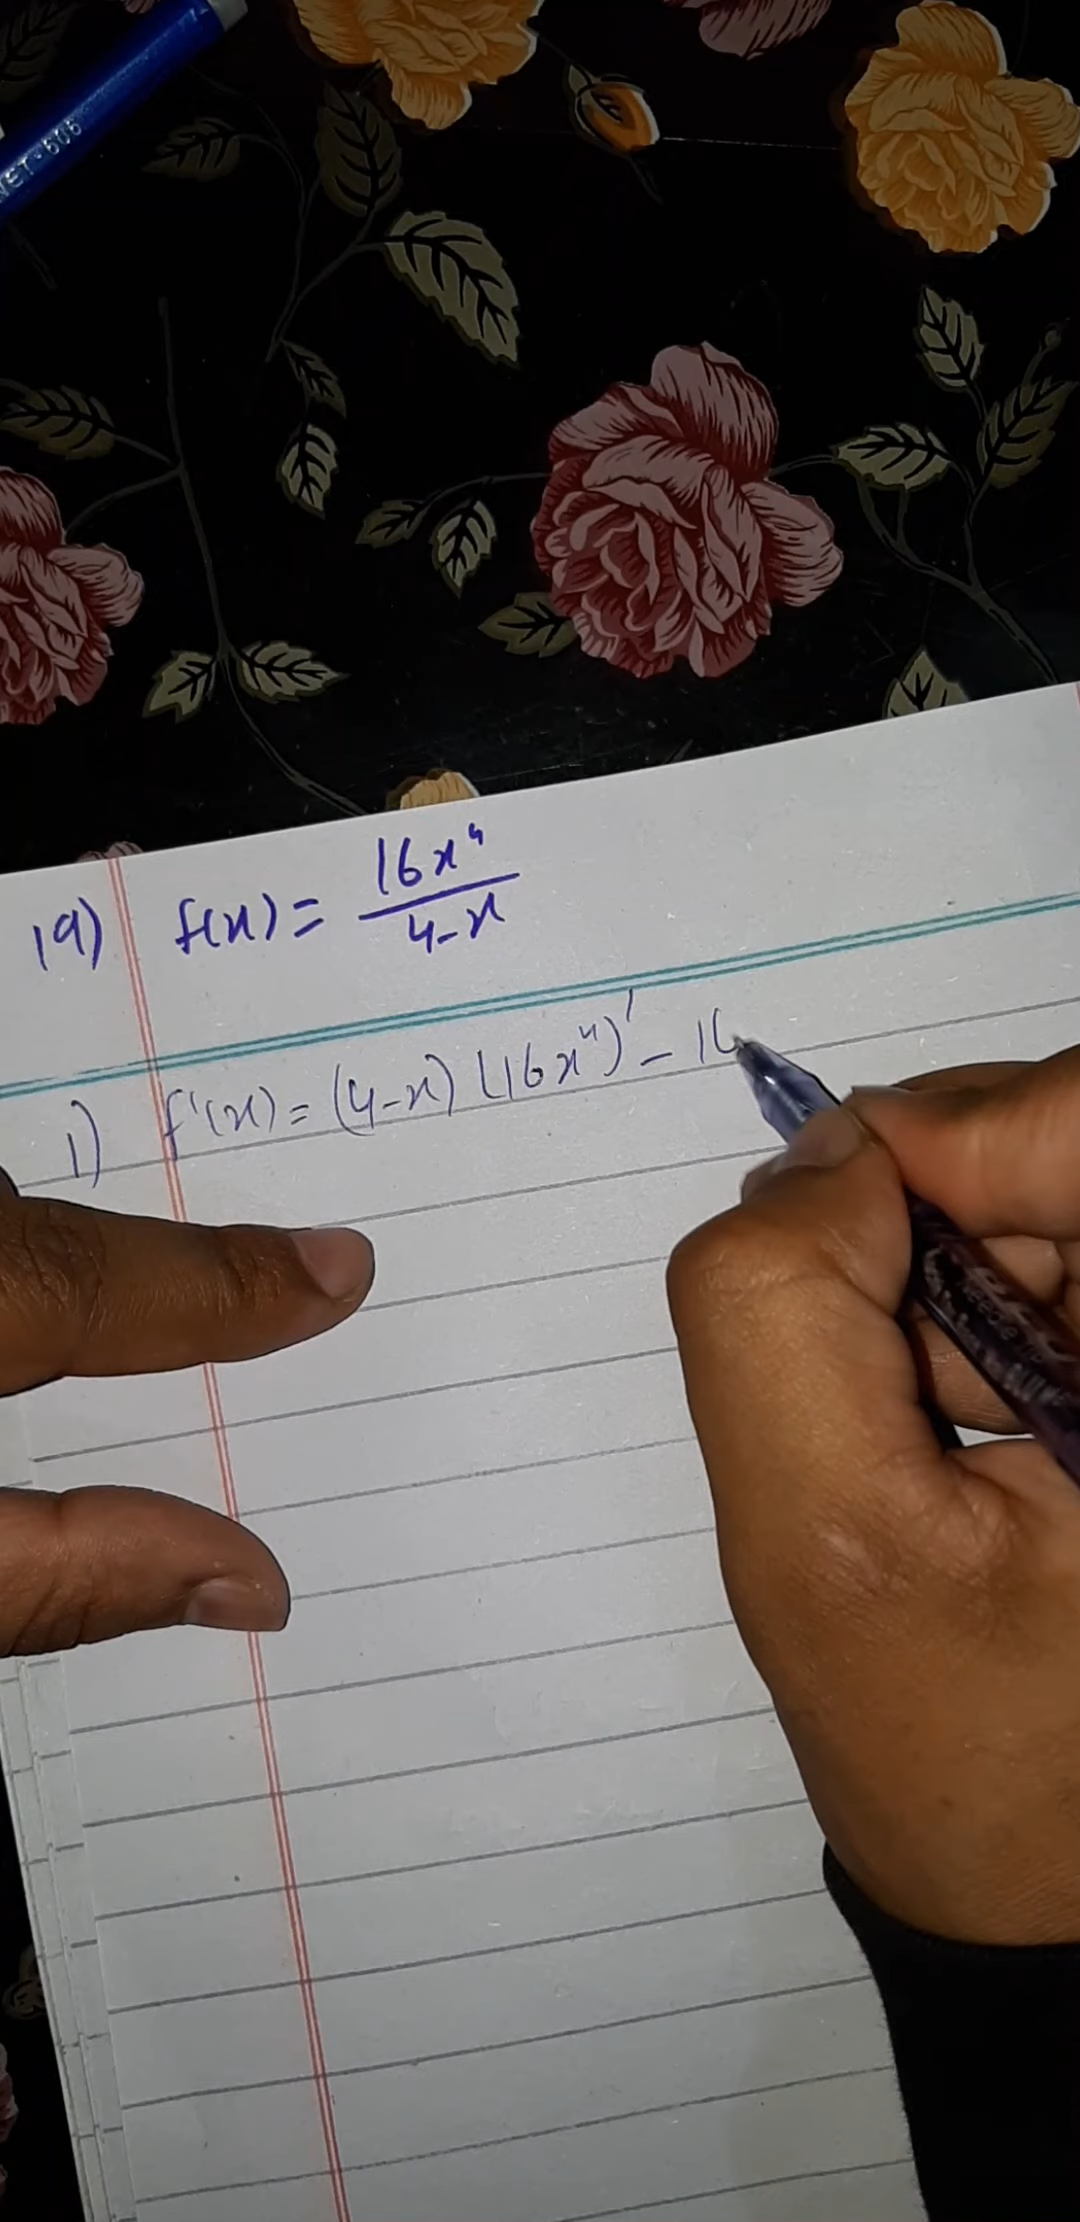 19) f(x) = 16x⁴ / 4-x
1) f'(x) = (4-x) (16x⁴)' - 16